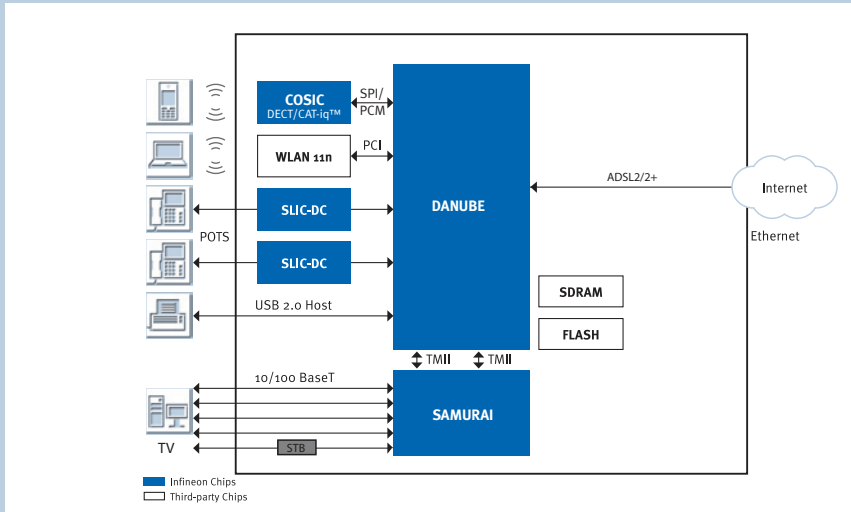 COSIC
DECT/CAT-iq™
SPI/
PCM
WLAN 11n
PCI
SLIC-DC
POTS
SLIC-DC
USB 2.0 Host
DANUBE
ADSL2/2+
Internet
Ethernet
SDRAM
FLASH
TMII
TMII
10/100 BaseT
SAMURAI
STB
TV
Infineon Chips
Third-party Chips